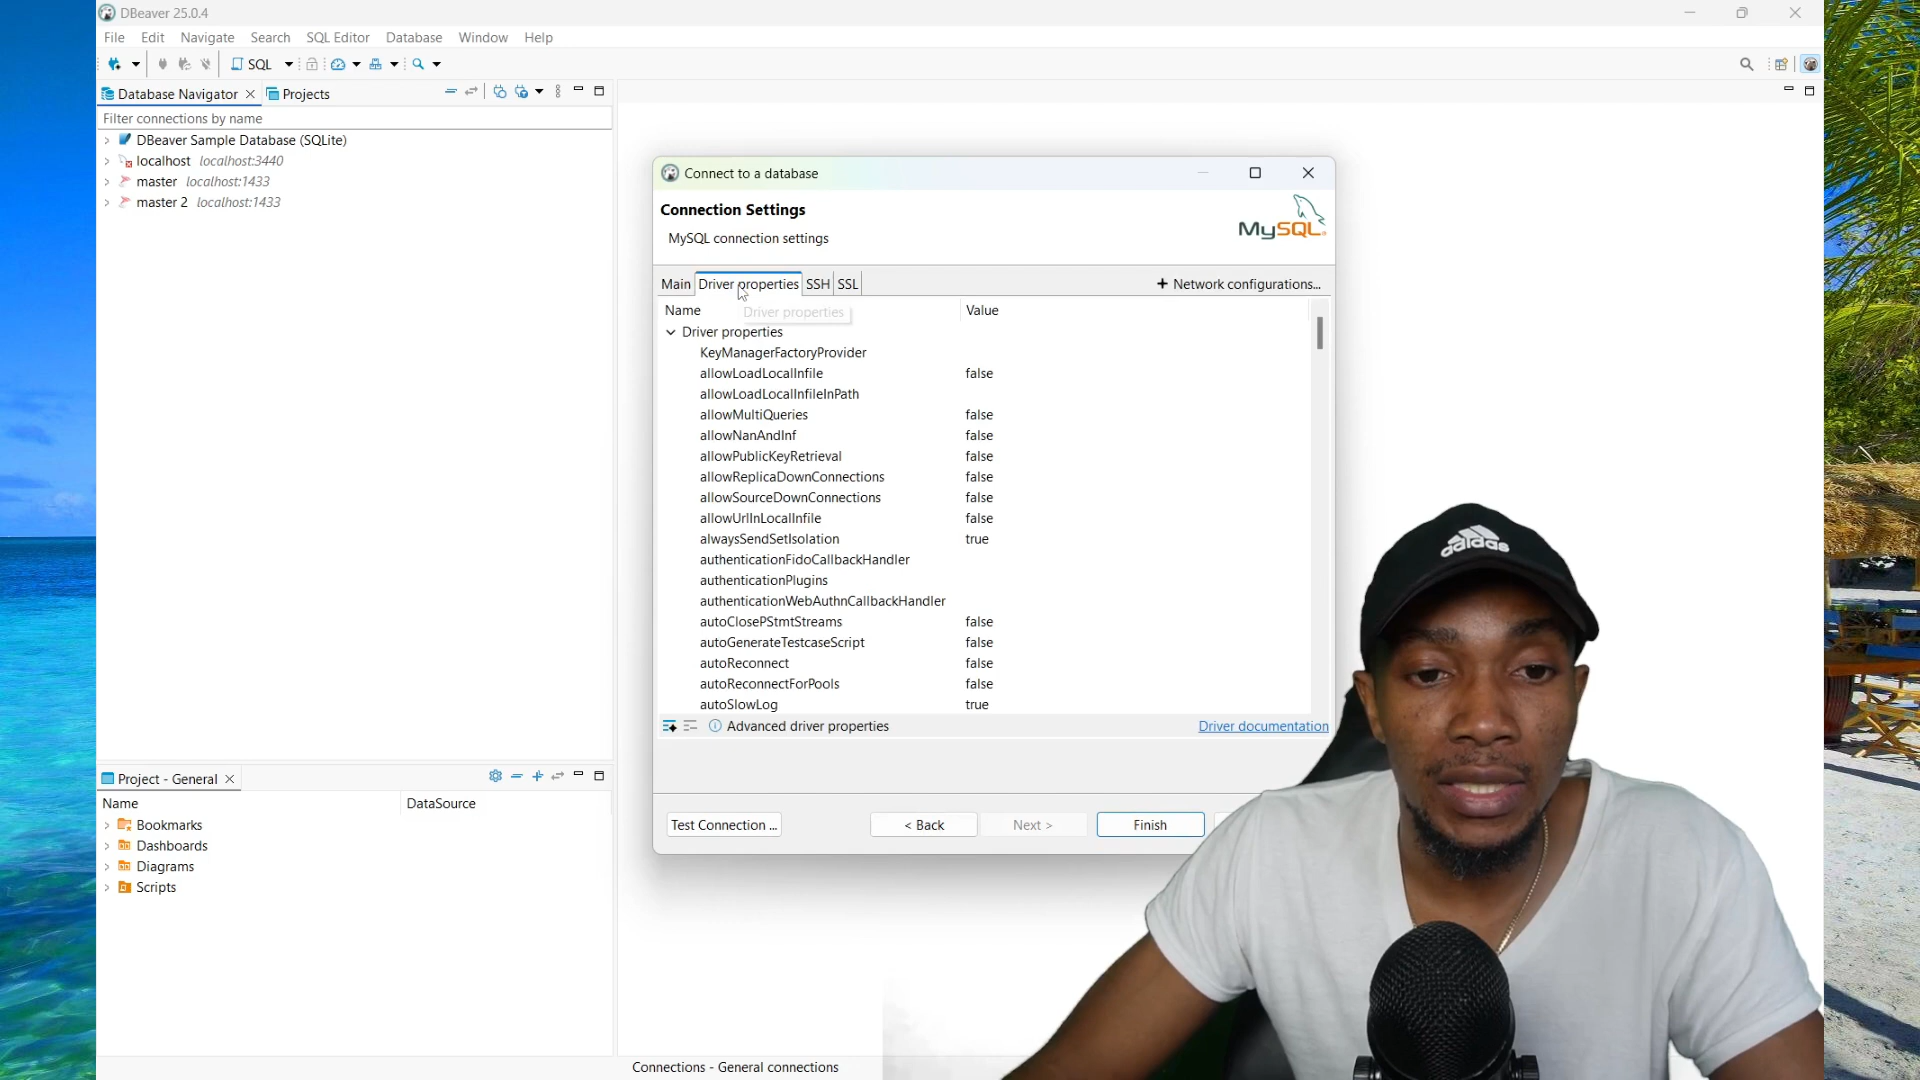 DBeaver 25.0.4
File Edit Navigate Search SQL Editor Database Window Help
SQL
Database Navigator Projects
Filter connections by name
DBeaver Sample Database (SQLite)
localhost localhost:3440
master localhost:1433
master 2 localhost:1433
Connect to a database
Connection Settings
MySQL connection settings
MySQL
Main Driver properties SSH SSL Network configurations...
Name Value
Driver properties
Driver properties
KeyManagerFactoryProvider
allowLoadLocalInfile false
allowLoadLocalInfileInPath
allowMultiQueries false
allowNanAndInf false
allowPublicKeyRetrieval false
allowReplicaDownConnections false
allowSourceDownConnections false
allowUrlInLocalInfile false
alwaysSendSetIsolation true
authenticationFidoCallbackHandler
authenticationPlugins
authenticationWebAuthnCallbackHandler
autoClosePStmtStreams false
autoGenerateTestcaseScript false
autoReconnect false
autoReconnectForPools false
autoSlowLog true
Advanced driver properties Driver documentation
Test Connection ... < Back Next > Finish
Project - General
Name DataSource
Bookmarks
Dashboards
Diagrams
Scripts
Connections - General connections
adidas